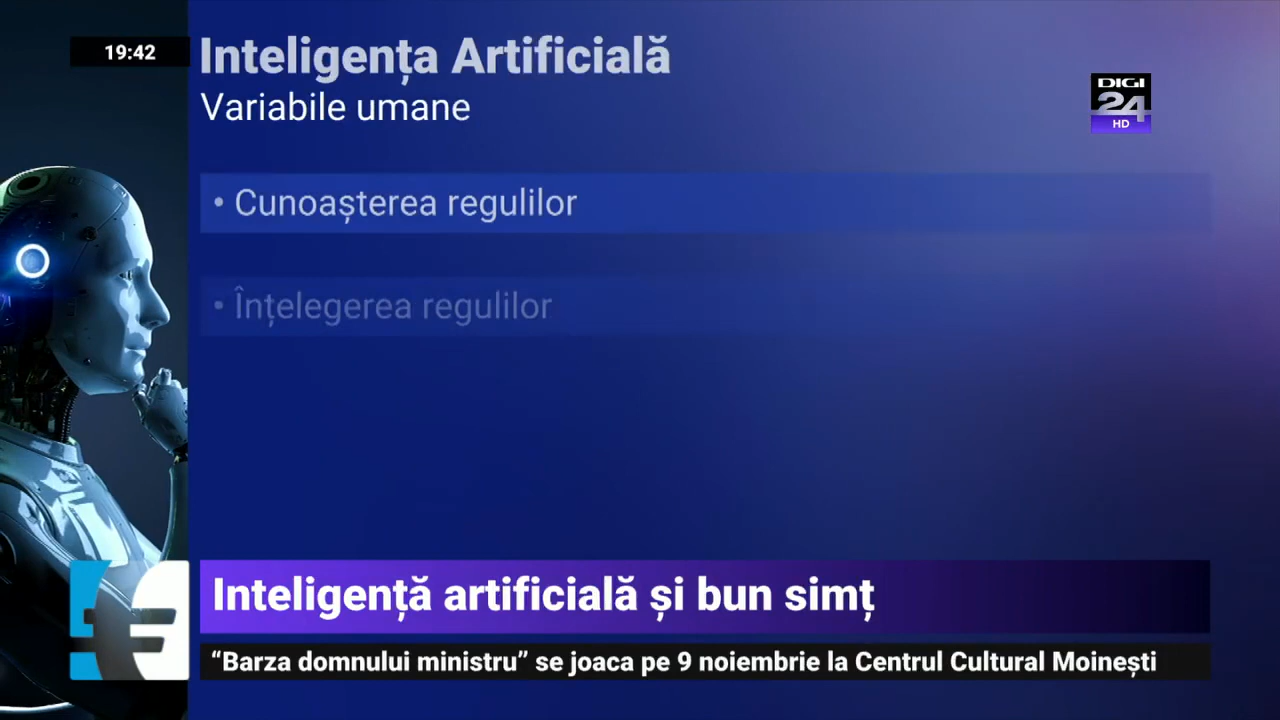 19:42
Inteligența Artificială
Variabile umane
DIGI
24
HD
• Cunoașterea regulilor
• Înțelegerea regulilor
Inteligență artificială și bun simț
“Barza domnului ministru” se joaca pe 9 noiembrie la Centrul Cultural Moinești